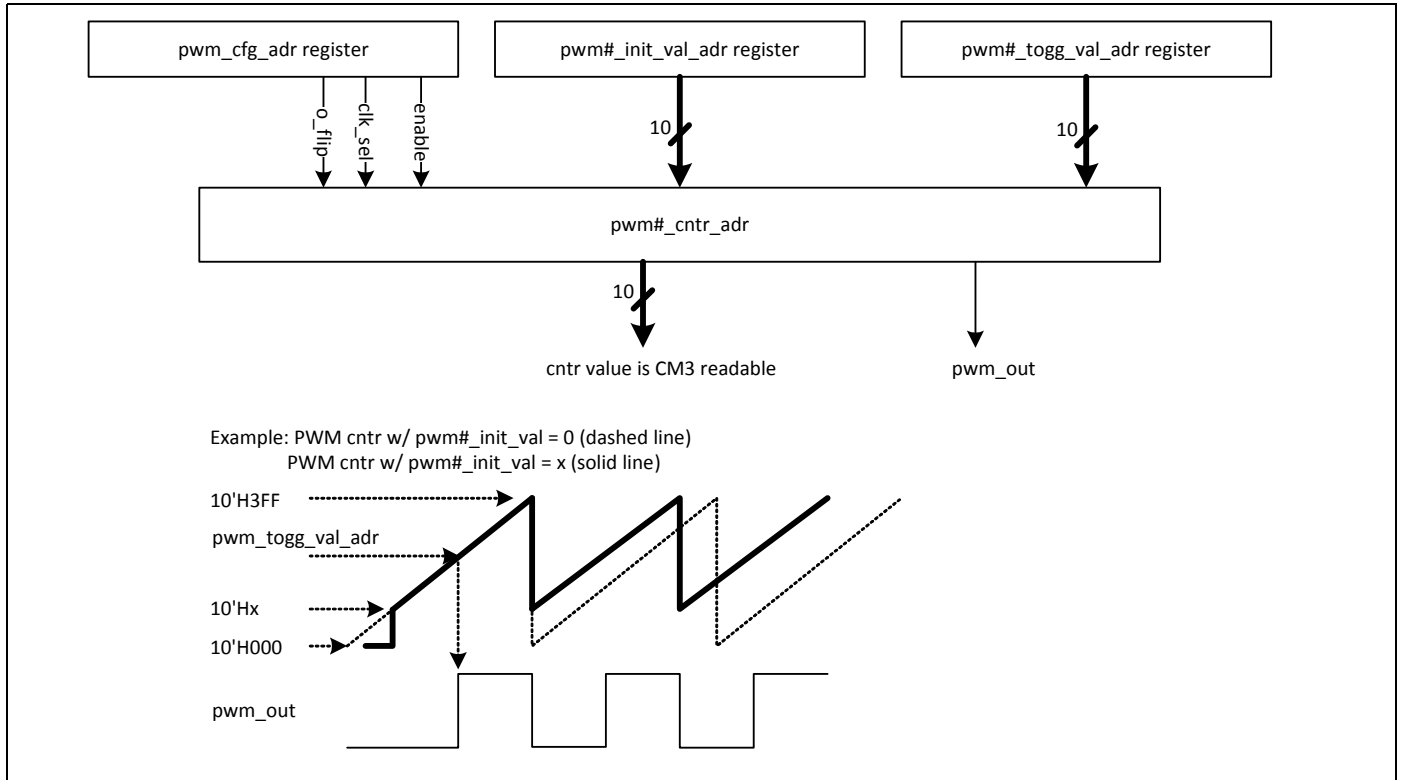 pwm_cfg_adr register
pwm#_init_val_adr register
pwm#_togg_val_adr register
o_flip
clk_sel
enable
10
10
pwm#_cntr_adr
10
cntr value is CM3 readable
pwm_out
Example: PWM cntr w/ pwm#_init_val = 0 (dashed line)
PWM cntr w/ pwm#_init_val = x (solid line)
10'H3FF
pwm_togg_val_adr
10'Hx
10'H000
pwm_out